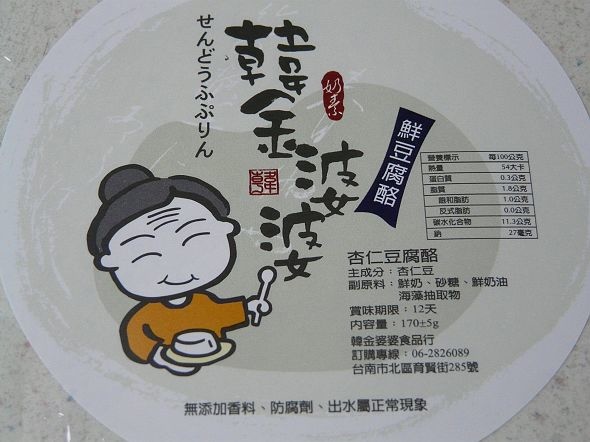 せんどうふぷりん
韓金婆婆
奶素
鮮豆腐酪
營養標示 每100公克
熱量 54大卡
蛋白質 0.3公克
脂質 1.8公克
飽和脂肪 1.0公克
反式脂肪 0.0公克
碳水化合物 11.3公克
鈉 27毫克
杏仁豆腐酪
主成分：杏仁豆
副原料：鮮奶、砂糖、鮮奶油
海藻抽取物
賞味期限：12天
內容量：170±5g
韓金婆婆食品行
訂購專線：06-2826089
台南市北區育賢街285號
無添加香料、防腐劑、出水屬正常現象